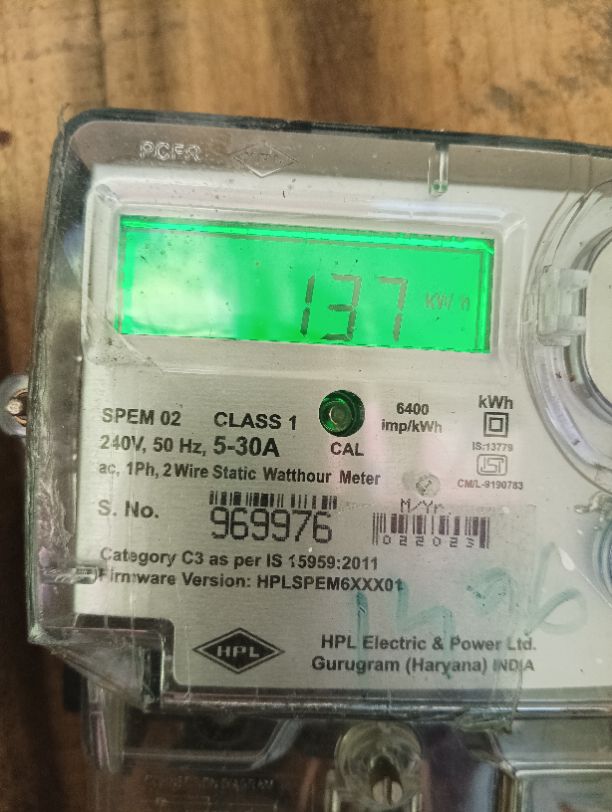 HPL
137 kWh
SPEM 02 CLASS 1
6400
imp/kWh
kWh
240V, 50 Hz, 5-30A
CAL
IS:13779
ac, 1Ph, 2 Wire Static Watthour Meter
CM/L-9190783
S. No.
969976
M/Yr.
022023
Category C3 as per IS 15959:2011
Firmware Version: HPLSPEM6XXX01
HPL
HPL Electric & Power Ltd.
Gurugram (Haryana) INDIA